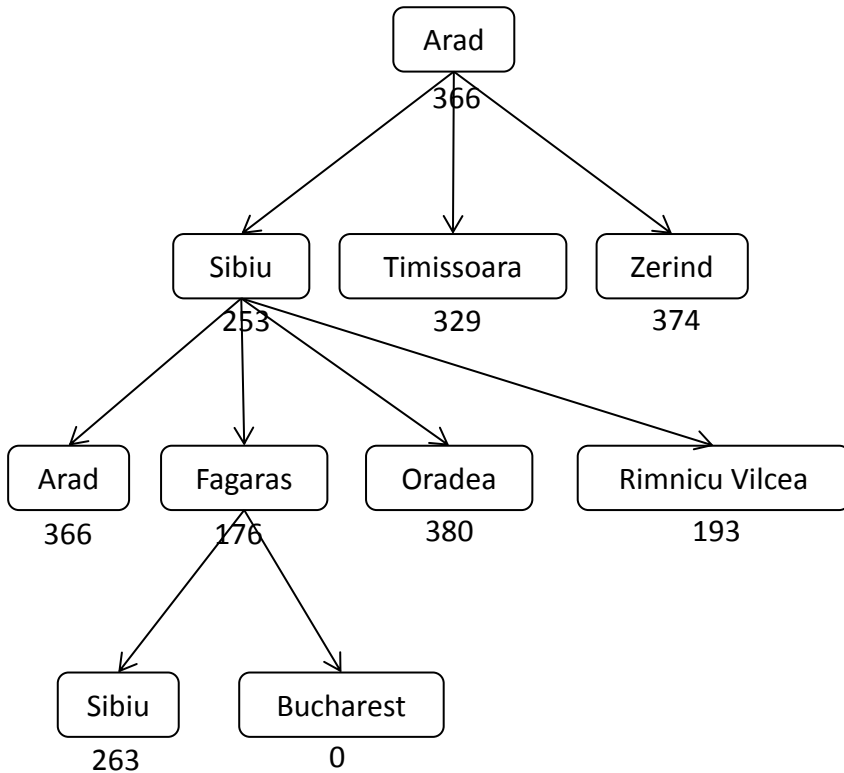 Arad
366
Sibiu
Timissoara
Zerind
253
329
374
Arad
Fagaras
Oradea
Rimnicu Vilcea
366
176
380
193
Sibiu
Bucharest
263
0